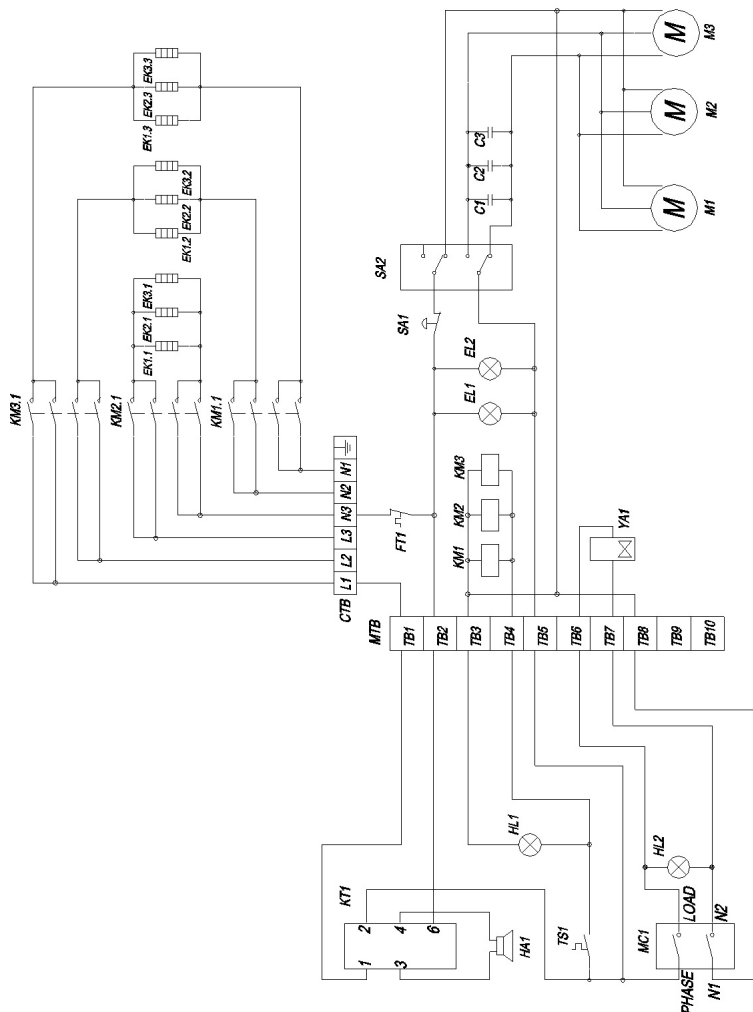 KM3.1
KM2.1
KM1.1
EK1.1
EK2.1
EK3.1
EK1.2
EK2.2
EK3.2
EK1.3
EK2.3
EK3.3
CTB
L1
L2
L3
N3
N2
N1
FT1
SA1
SA2
C1
C2
C3
M
M1
M
M2
M
M3
EL1
EL2
KM1
KM2
KM3
YA1
MTB
TB1
TB2
TB3
TB4
TB5
TB6
TB7
TB8
TB9
TB10
KT1
1
2
3
4
6
HA1
HL1
TS1
HL2
MC1
PHASE
LOAD
N1
N2